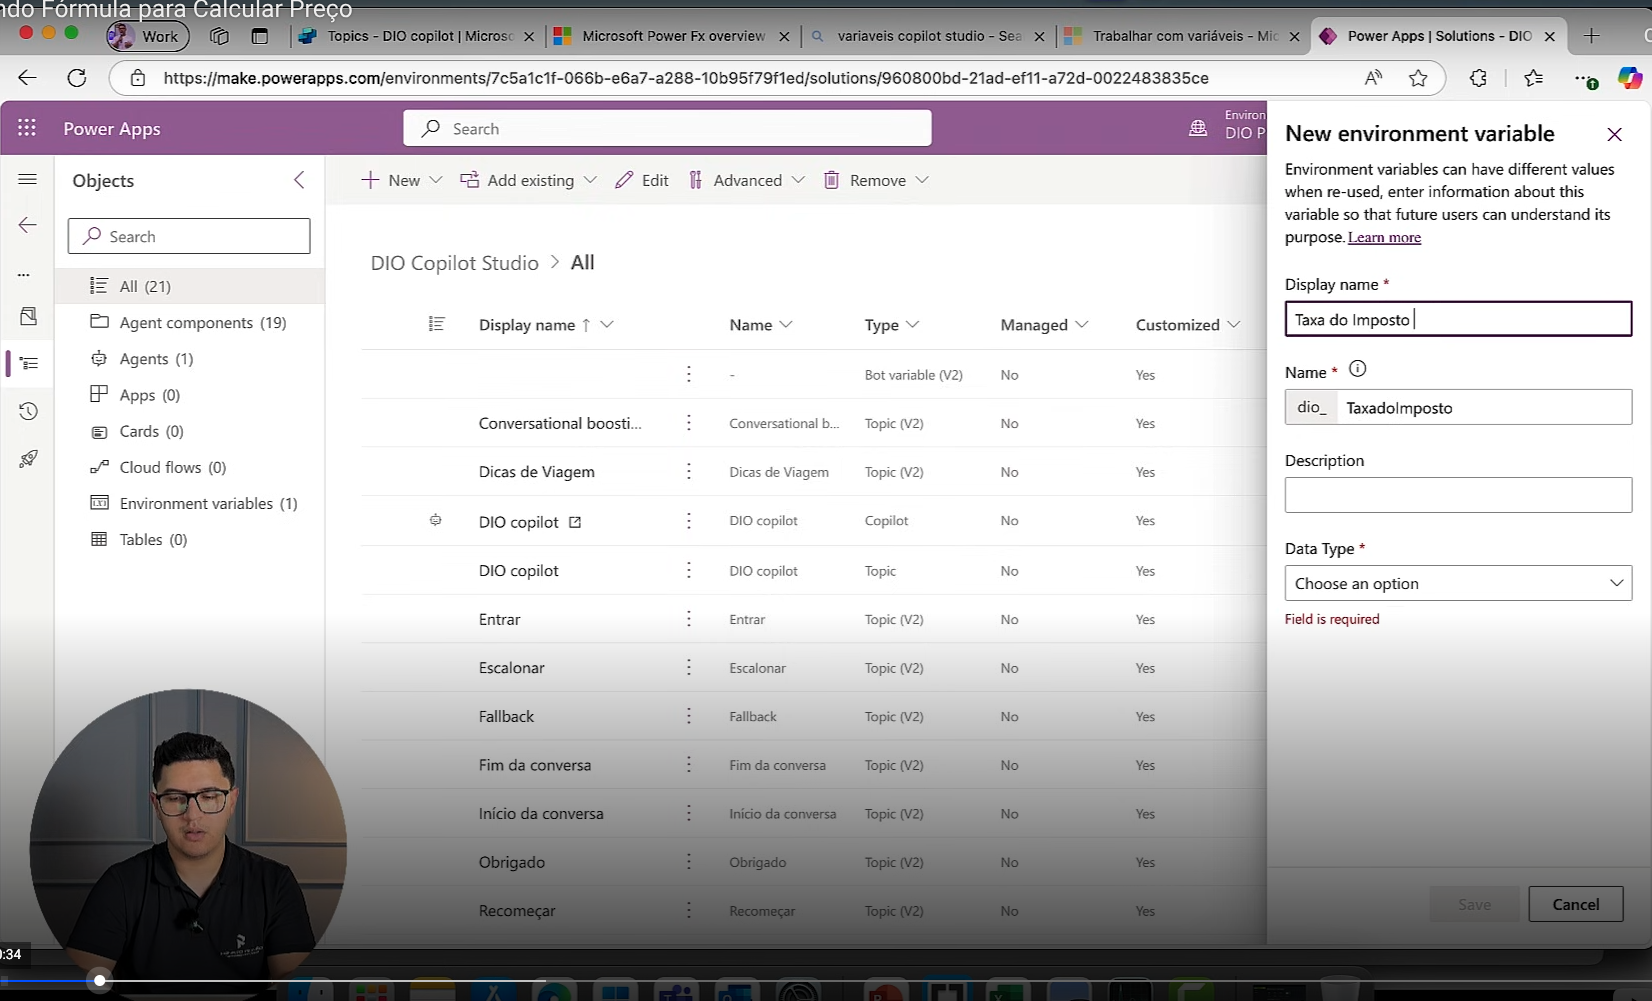 ndo Fórmula para Calcular Preço
Work
Topics - DIO copilot | Micros
Microsoft Power Fx overview
variaveis copilot studio - Sea
Trabalhar com variáveis - Mic
Power Apps | Solutions - DIO
https://make.powerapps.com/environments/7c5a1c1f-066b-e6a7-a288-10b95f79f1ed/solutions/960800bd-21ad-ef11-a72d-0022483835ce
Power Apps
Search
Environ
DIO P
Objects
Search
All (21)
Agent components (19)
Agents (1)
Apps (0)
Cards (0)
Cloud flows (0)
Environment variables (1)
Tables (0)
New
Add existing
Edit
Advanced
Remove
DIO Copilot Studio > All
Display name ↑ Name Type Managed Customized
- Bot variable (V2) No Yes
Conversational boosti... Conversational b... Topic (V2) No Yes
Dicas de Viagem Dicas de Viagem Topic (V2) No Yes
DIO copilot DIO copilot Copilot No Yes
DIO copilot DIO copilot Topic No Yes
Entrar Entrar Topic (V2) No Yes
Escalonar Escalonar Topic (V2) No Yes
Fallback Fallback Topic (V2) No Yes
Fim da conversa Fim da conversa Topic (V2) No Yes
Início da conversa Início da conversa Topic (V2) No Yes
Obrigado Obrigado Topic (V2) No Yes
Recomeçar Recomeçar Topic (V2) No Yes
New environment variable
Environment variables can have different values
when re-used, enter information about this
variable so that future users can understand its
purpose. Learn more
Display name *
Taxa do Imposto
Name *
dio_ TaxadoImposto
Description
Data Type *
Choose an option
Field is required
Save
Cancel
0:34